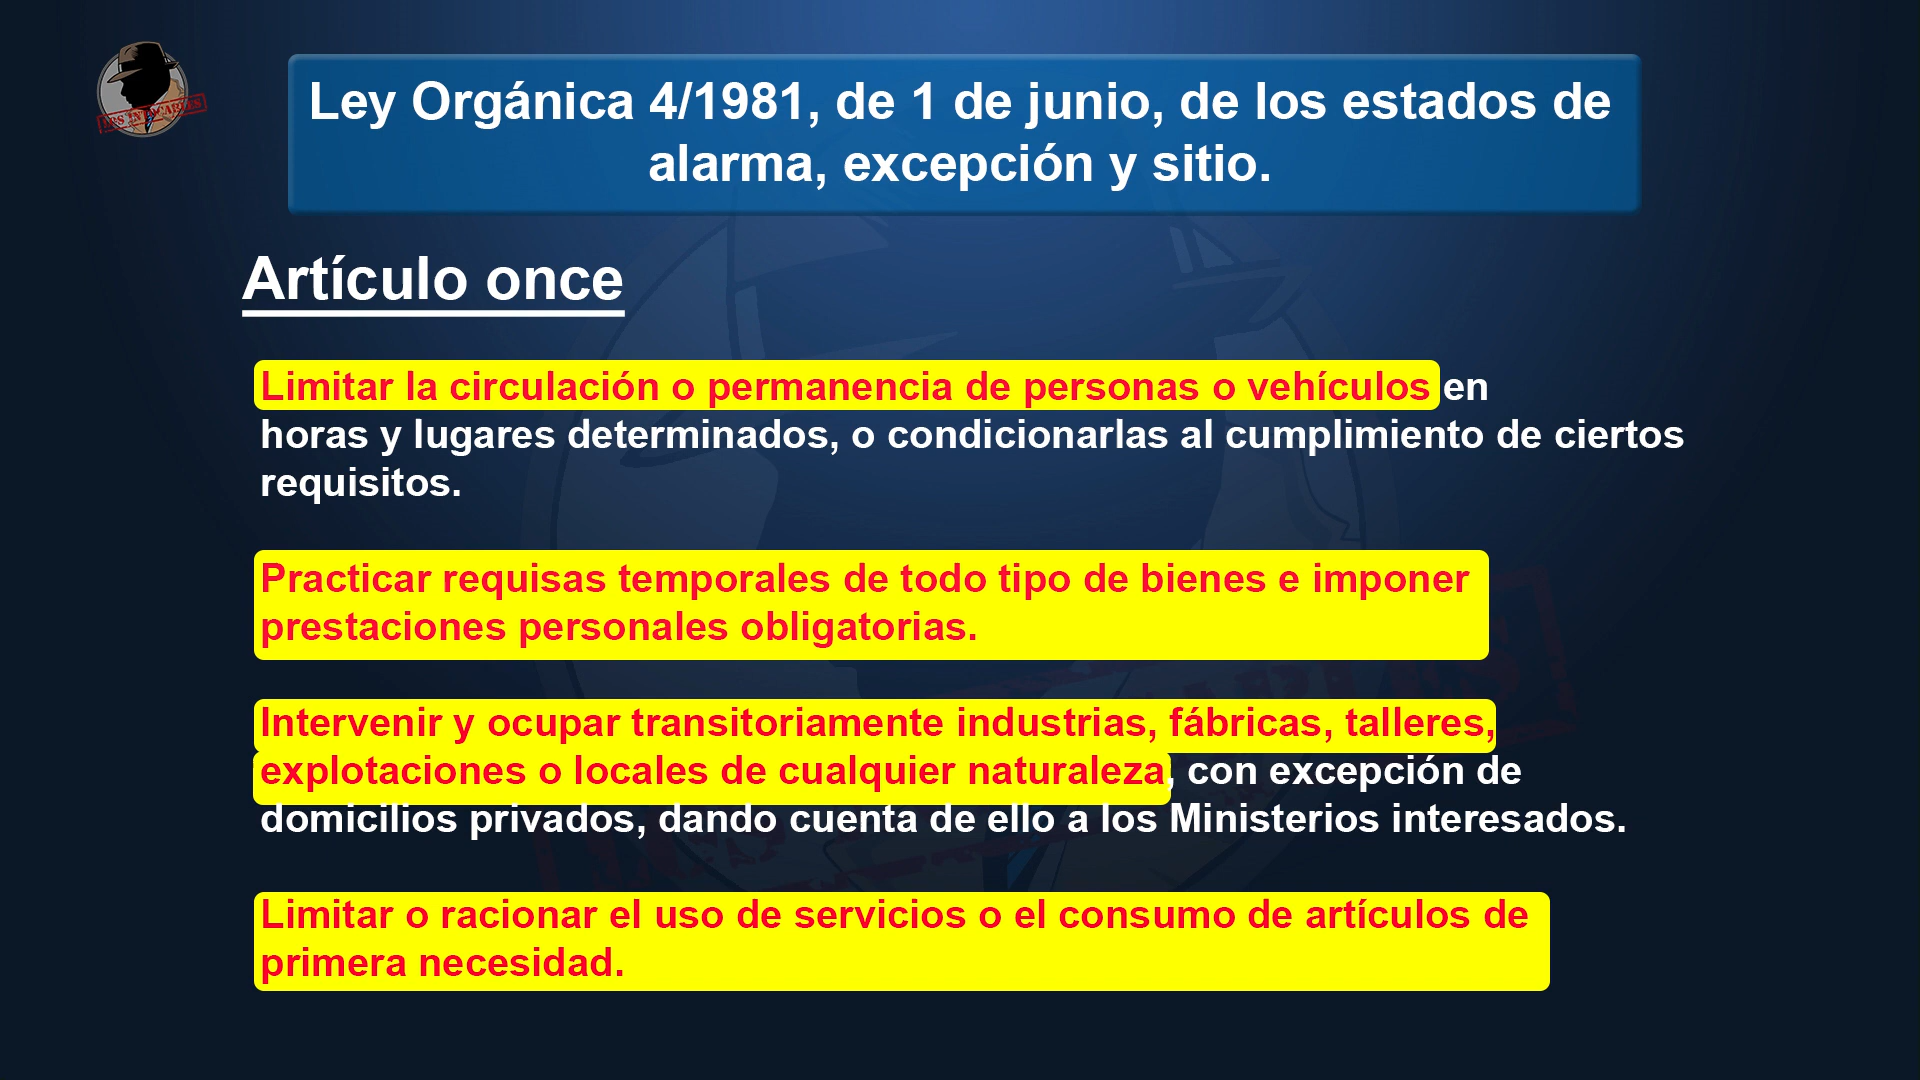 LOS INTOCABLES
Ley Orgánica 4/1981, de 1 de junio, de los estados de
alarma, excepción y sitio.
Artículo once
Limitar la circulación o permanencia de personas o vehículos en
horas y lugares determinados, o condicionarlas al cumplimiento de ciertos
requisitos.
Practicar requisas temporales de todo tipo de bienes e imponer
prestaciones personales obligatorias.
Intervenir y ocupar transitoriamente industrias, fábricas, talleres,
explotaciones o locales de cualquier naturaleza, con excepción de
domicilios privados, dando cuenta de ello a los Ministerios interesados.
Limitar o racionar el uso de servicios o el consumo de artículos de
primera necesidad.